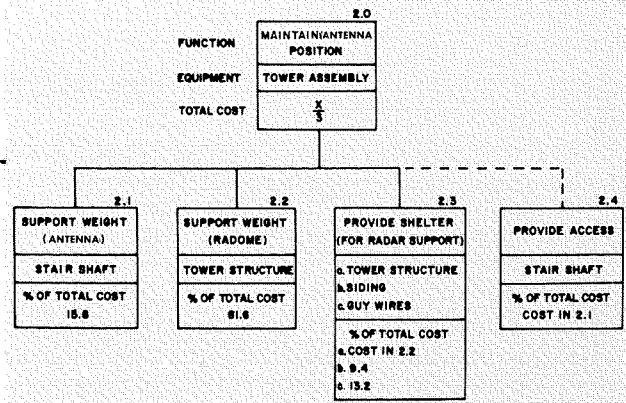 2.0
FUNCTION
MAINTAIN ANTENNA
POSITION
EQUIPMENT
TOWER ASSEMBLY
TOTAL COST
X
S
2.1
SUPPORT WEIGHT
(ANTENNA)
STAIR SHAFT
% OF TOTAL COST
15.8
2.2
SUPPORT WEIGHT
(RADOME)
TOWER STRUCTURE
% OF TOTAL COST
61.6
2.3
PROVIDE SHELTER
(FOR RADAR SUPPORT)
a. TOWER STRUCTURE
b. SIDING
c. GUY WIRES
% OF TOTAL COST
a. COST IN 2.2
b. 9.4
c. 13.2
2.4
PROVIDE ACCESS
STAIR SHAFT
% OF TOTAL COST
COST IN 2.1